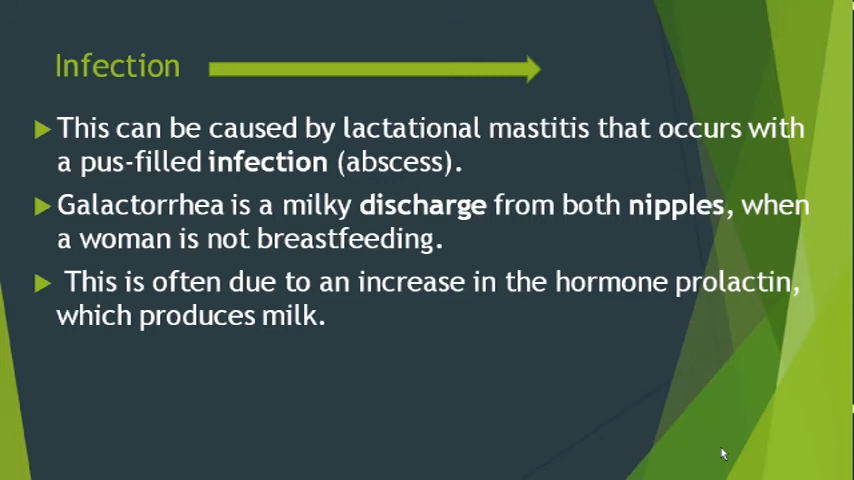 Infection
This can be caused by lactational mastitis that occurs with
a pus-filled infection (abscess).
Galactorrhea is a milky discharge from both nipples, when
a woman is not breastfeeding.
This is often due to an increase in the hormone prolactin,
which produces milk.